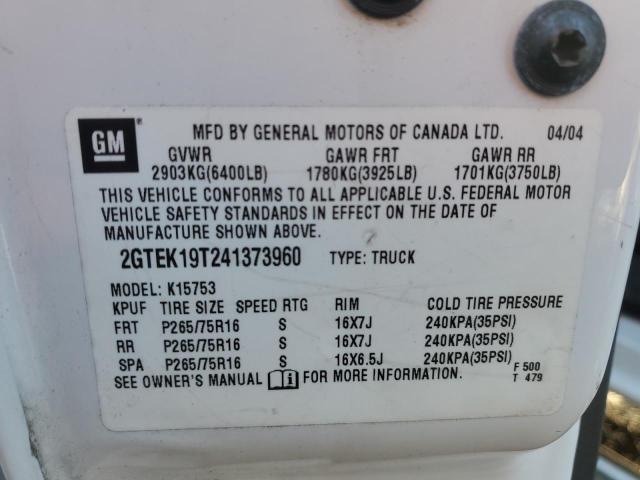 GM MFD BY GENERAL MOTORS OF CANADA LTD. 04/04
GVWR GAWR FRT GAWR RR
2903KG(6400LB) 1780KG(3925LB) 1701KG(3750LB)
THIS VEHICLE CONFORMS TO ALL APPLICABLE U.S. FEDERAL MOTOR
VEHICLE SAFETY STANDARDS IN EFFECT ON THE DATE OF
MANUFACTURE SHOWN ABOVE.
2GTEK19T241373960 TYPE: TRUCK
MODEL: K15753
KPUF TIRE SIZE SPEED RTG RIM COLD TIRE PRESSURE
FRT P265/75R16 S 16X7J 240KPA(35PSI)
RR P265/75R16 S 16X7J 240KPA(35PSI)
SPA P265/75R16 S 16X6.5J 240KPA(35PSI)
SEE OWNER'S MANUAL i FOR MORE INFORMATION. F 500
T 479